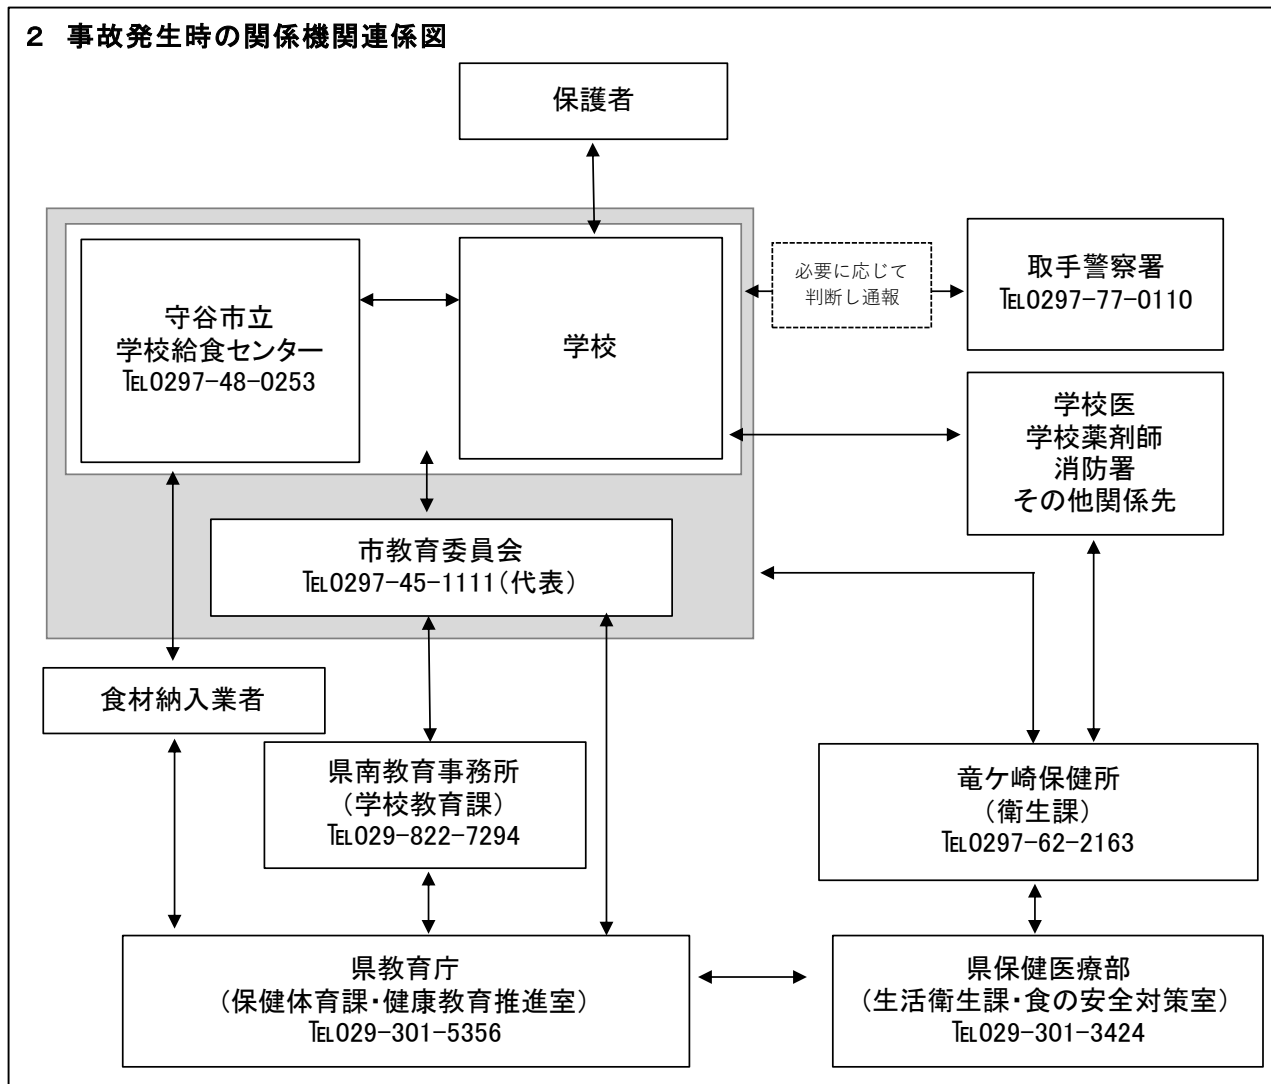 ２ 事故発生時の関係機関連係図
保護者
守谷市立
学校給食センター
℡0297-48-0253
学校
必要に応じて
判断し通報
取手警察署
℡0297-77-0110
学校医
学校薬剤師
消防署
その他関係先
市教育委員会
℡0297-45-1111（代表）
食材納入業者
県南教育事務所
（学校教育課）
℡029-822-7294
竜ケ崎保健所
（衛生課）
℡0297-62-2163
県教育庁
（保健体育課・健康教育推進室）
℡029-301-5356
県保健医療部
（生活衛生課・食の安全対策室）
℡029-301-3424